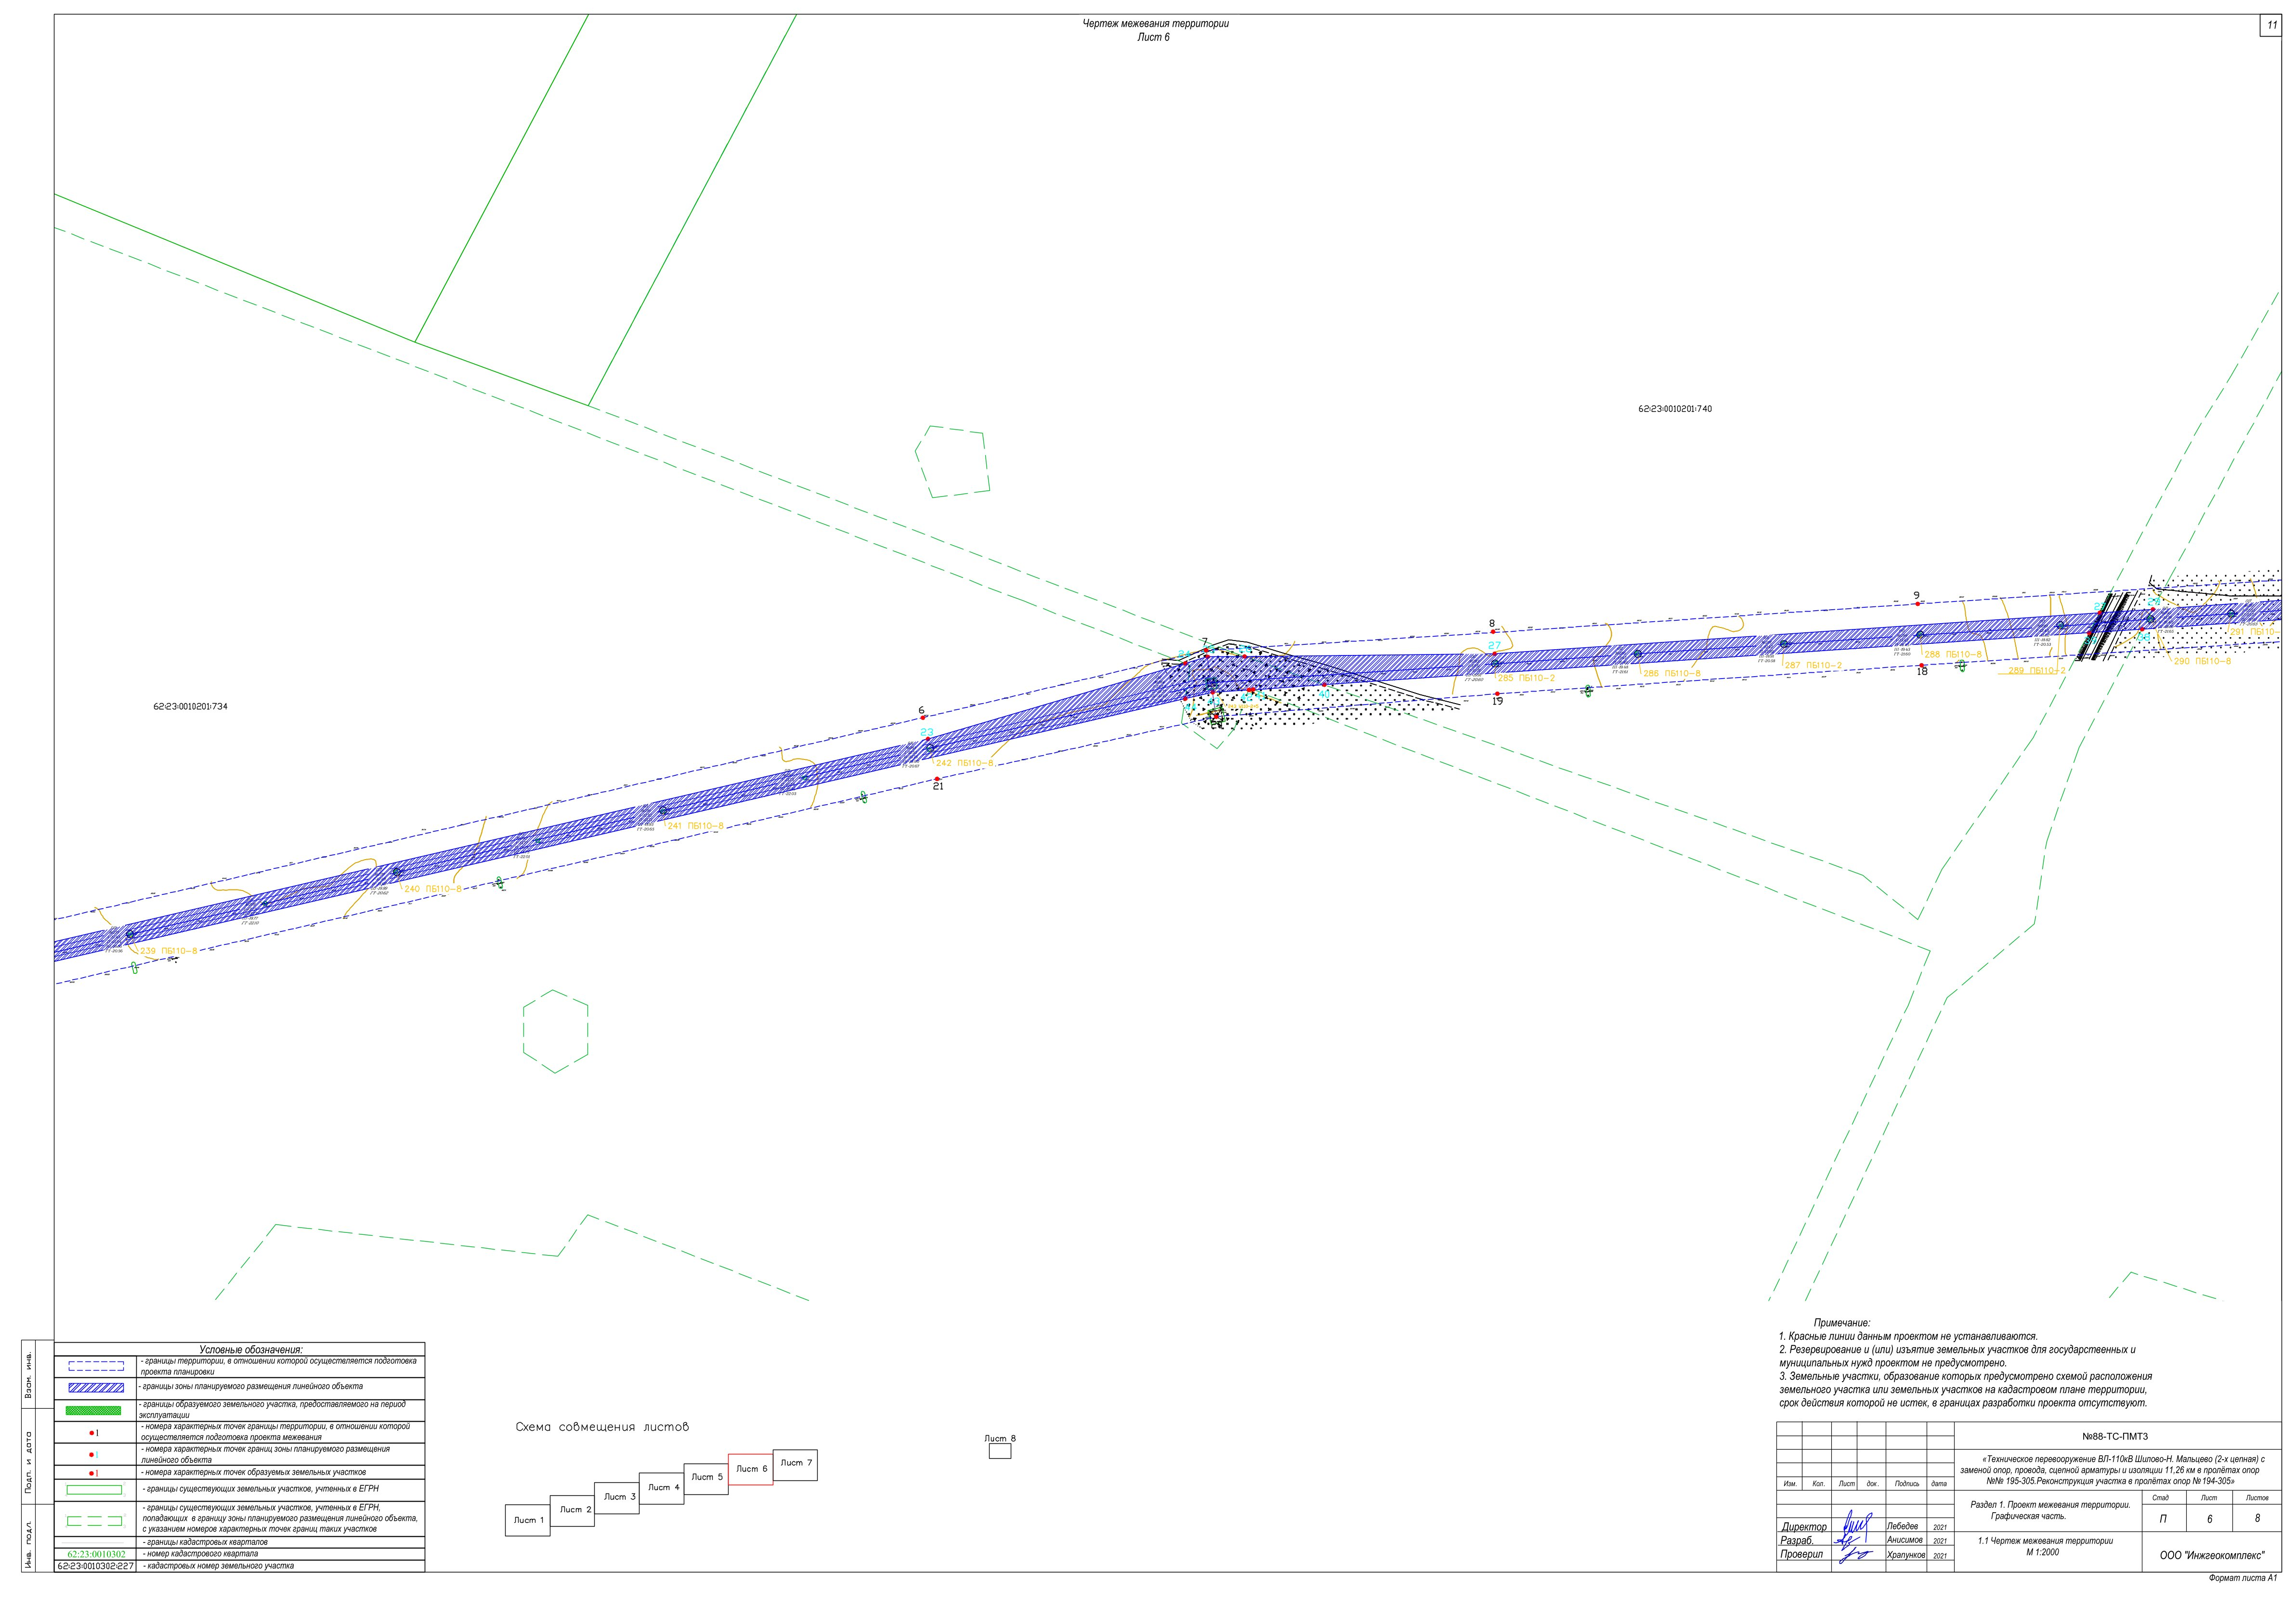 Чертеж межевания территории
Лист 6
11
62:23:0010201:740
62:23:0010201:734
6
7
8
9
18
19
21
23
27
239 ПБ110-8
240 ПБ110-8
241 ПБ110-8
242 ПБ110-8
285 ПБ110-2
286 ПБ110-8
287 ПБ110-2
288 ПБ110-8
289 ПБ110-2
290 ПБ110-8
291 ПБ110-
Взам. инв.
Подп. и дата
Инв. подл.
Условные обозначения:
- границы территории, в отношении которой осуществляется подготовка
проекта планировки
- границы зоны планируемого размещения линейного объекта
- границы образуемого земельного участка, предоставляемого на период
эксплуатации
- номера характерных точек границы территории, в отношении которой
осуществляется подготовка проекта межевания
- номера характерных точек границ зоны планируемого размещения
линейного объекта
- номера характерных точек образуемых земельных участков
- границы существующих земельных участков, учтенных в ЕГРН
- границы существующих земельных участков, учтенных в ЕГРН,
попадающих в границу зоны планируемого размещения линейного объекта,
с указанием номеров характерных точек границ таких участков
- границы кадастровых кварталов
62:23:0010302 - номер кадастрового квартала
62:23:0010302:227 - кадастровых номер земельного участка
Схема совмещения листов
Лист 1
Лист 2
Лист 3
Лист 4
Лист 5
Лист 6
Лист 7
Лист 8
Примечание:
1. Красные линии данным проектом не устанавливаются.
2. Резервирование и (или) изъятие земельных участков для государственных и
муниципальных нужд проектом не предусмотрено.
3. Земельные участки, образование которых предусмотрено схемой расположения
земельного участка или земельных участков на кадастровом плане территории,
срок действия которой не истек, в границах разработки проекта отсутствуют.
№88-ТС-ПМТ3
«Техническое перевооружение ВЛ-110кВ Шилово-Н. Мальцево (2-х цепная) с
заменой опор, провода, сцепной арматуры и изоляции 11,26 км в пролётах опор
№№ 195-305.Реконструкция участка в пролётах опор № 194-305»
Изм. Кол. Лист док. Подпись дата
Раздел 1. Проект межевания территории.
Графическая часть.
Стад Лист Листов
П 6 8
Директор Лебедев 2021
Разраб. Анисимов 2021
Проверил Храпунков 2021
1.1 Чертеж межевания территории
М 1:2000
ООО "Инжгеокомплекс"
Формат листа А1